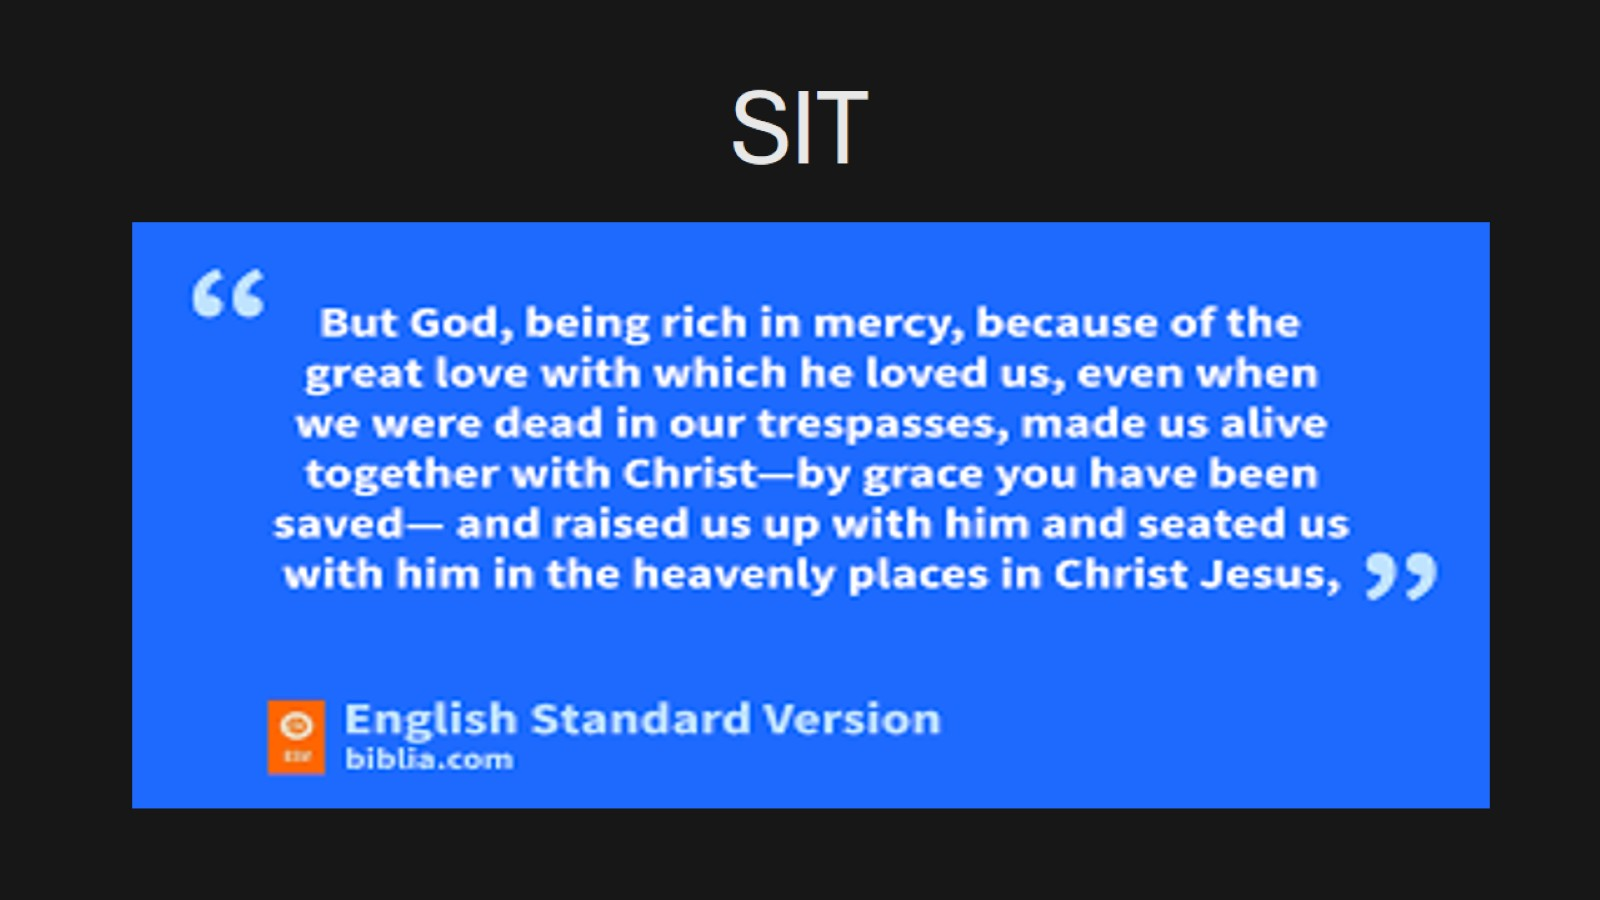 SIT
“
But God, being rich in mercy, because of the
great love with which he loved us, even when
we were dead in our trespasses, made us alive
together with Christ—by grace you have been
saved— and raised us up with him and seated us
with him in the heavenly places in Christ Jesus, ”
English Standard Version
biblia.com